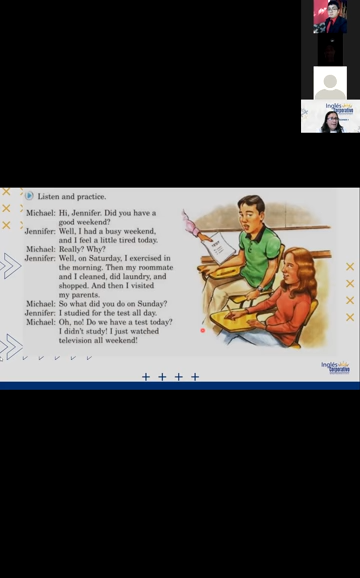 Inglés
Corporativo
Listen and practice.
Michael: Hi, Jennifer. Did you have a
good weekend?
Jennifer: Well, I had a busy weekend,
and I feel a little tired today.
Michael: Really? Why?
Jennifer: Well, on Saturday, I exercised in
the morning. Then my roommate
and I cleaned, did laundry, and
shopped. And then I visited
my parents.
Michael: So what did you do on Sunday?
Jennifer: I studied for the test all day.
Michael: Oh, no! Do we have a test today?
I didn't study! I just watched
television all weekend!
Inglés
Corporativo